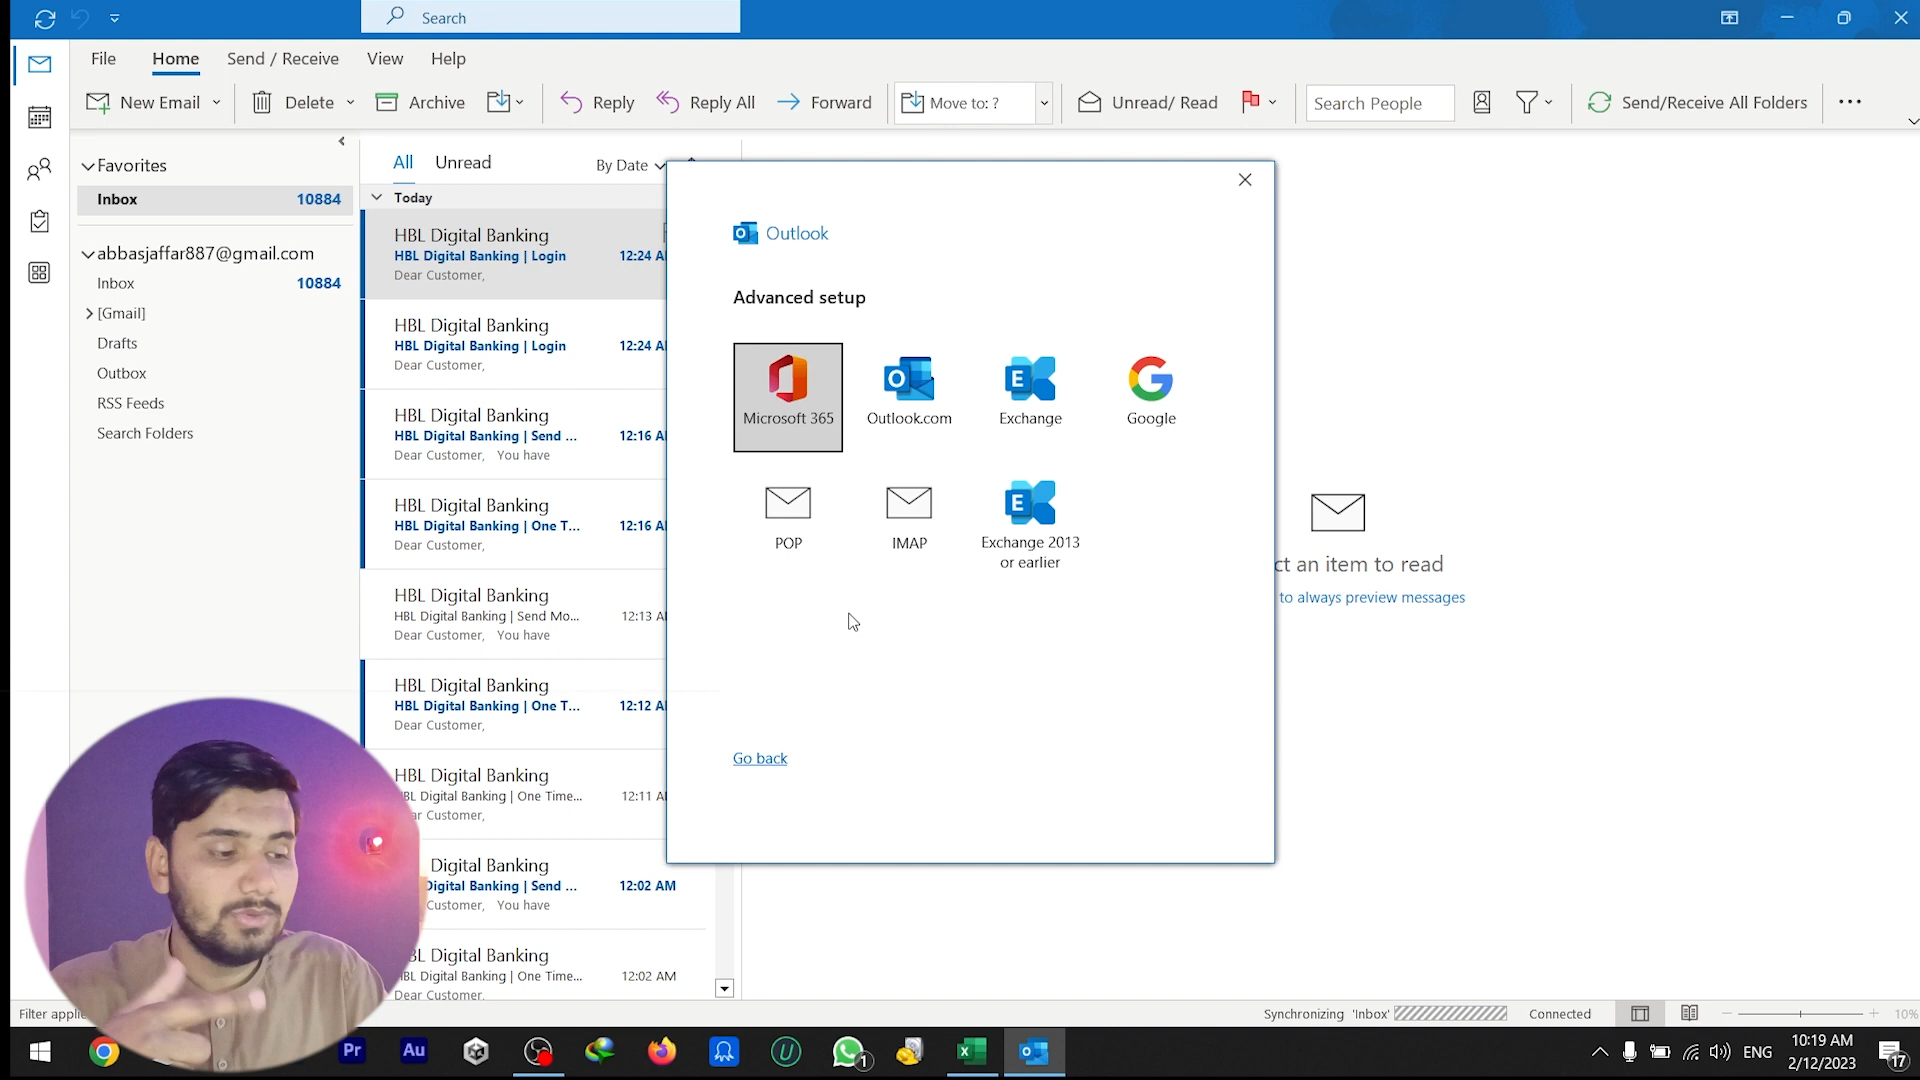 Search
File Home Send / Receive View Help
New Email Delete Archive Reply Reply All Forward Move to: ? Unread/ Read Search People Send/Receive All Folders ...
Favorites
Inbox 10884
abbasjaffar887@gmail.com
Inbox 10884
[Gmail]
Drafts
Outbox
RSS Feeds
Search Folders
All Unread By Date
Today
HBL Digital Banking
HBL Digital Banking | Login 12:24 A
Dear Customer,
HBL Digital Banking
HBL Digital Banking | Login 12:24 A
Dear Customer,
HBL Digital Banking
HBL Digital Banking | Send ... 12:16 A
Dear Customer, You have
HBL Digital Banking
HBL Digital Banking | One T... 12:16 A
Dear Customer,
HBL Digital Banking
HBL Digital Banking | Send Mo... 12:13 A
Dear Customer, You have
HBL Digital Banking
HBL Digital Banking | One T... 12:12 A
Dear Customer,
HBL Digital Banking
BL Digital Banking | One Time... 12:11 A
ar Customer,
Digital Banking
Digital Banking | Send ... 12:02 AM
Customer, You have
BL Digital Banking
BL Digital Banking | One Time... 12:02 AM
Dear Customer,
Outlook
Advanced setup
Microsoft 365 Outlook.com Exchange Google
POP IMAP Exchange 2013
or earlier
Go back
ct an item to read
to always preview messages
Filter applie
Synchronizing 'Inbox' Connected 10%
Pr Au 1 ENG
10:19 AM
2/12/2023
17